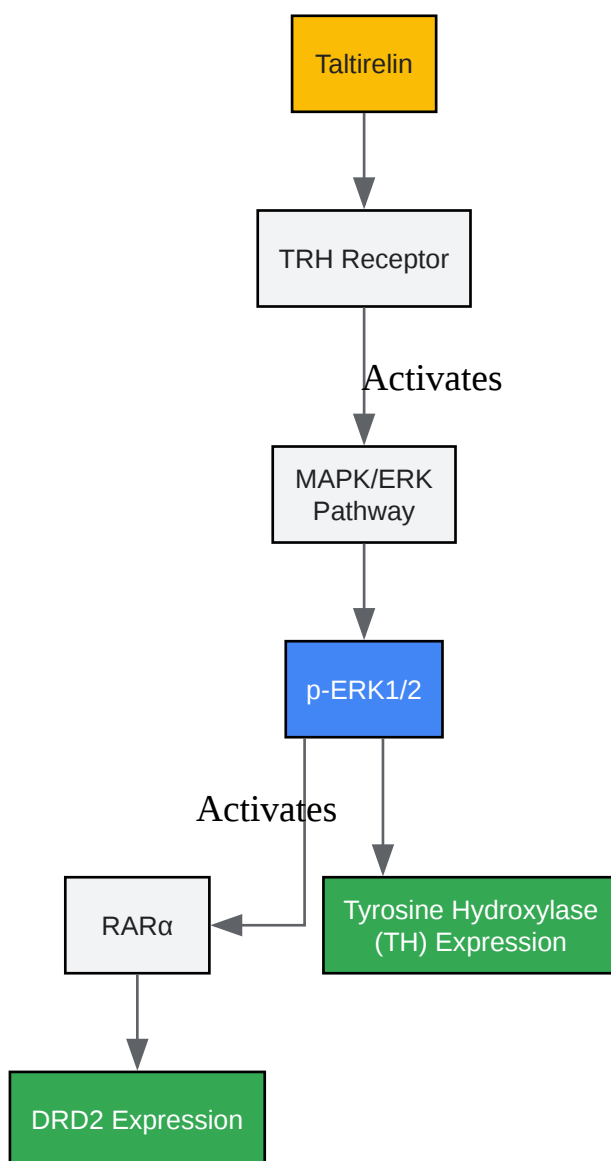 Taltirelin
TRH Receptor
Activates
MAPK/ERK
Pathway
p-ERK1/2
Activates
RARα
Tyrosine Hydroxylase
(TH) Expression
DRD2 Expression